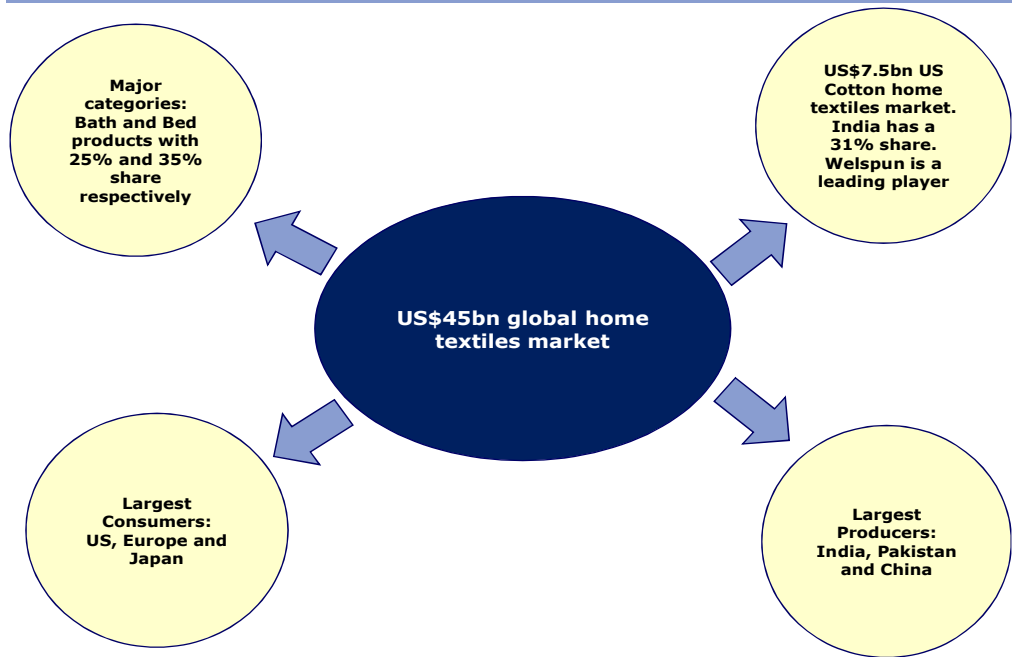 Major
categories:
Bath and Bed
products with
25% and 35%
share
respectively
US$7.5bn US
Cotton home
textiles market.
India has a
31% share.
Welspun is a
leading player
US$45bn global home
textiles market
Largest
Consumers:
US, Europe and
Japan
Largest
Producers:
India, Pakistan
and China